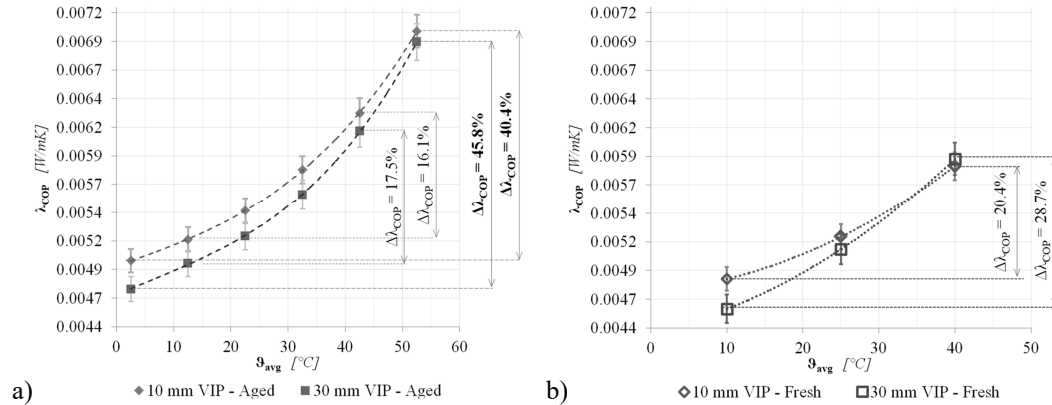 0.0072
0.0069
0.0067
0.0064
0.0062
0.0059
0.0057
0.0054
0.0052
0.0049
0.0047
0.0044
λCOP [W/mK]
0 10 20 30 40 50 60
ϑavg [°C]
ΔλCOP = 17.5%
ΔλCOP = 16.1%
ΔλCOP = 45.8%
ΔλCOP = 40.4%
a)
10 mm VIP - Aged 30 mm VIP - Aged
0.0072
0.0069
0.0067
0.0064
0.0062
0.0059
0.0057
0.0054
0.0052
0.0049
0.0047
0.0044
λCOP [W/mK]
0 10 20 30 40 50
ϑavg [°C]
ΔλCOP = 20.4%
ΔλCOP = 28.7%
b)
10 mm VIP - Fresh 30 mm VIP - Fresh